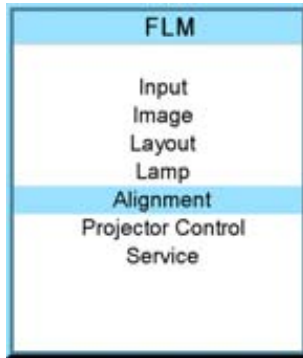 FLM
Input
Image
Layout
Lamp
Alignment
Projector Control
Service